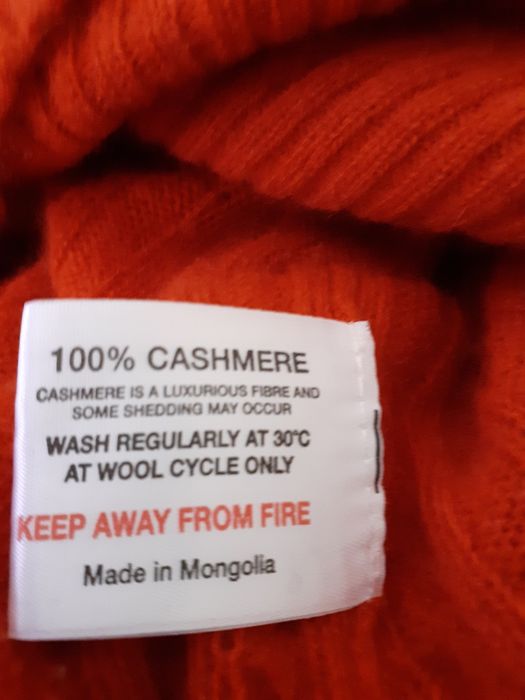 100% CASHMERE
CASHMERE IS A LUXURIOUS FIBRE AND
SOME SHEDDING MAY OCCUR
WASH REGULARLY AT 30°C
AT WOOL CYCLE ONLY
KEEP AWAY FROM FIRE
Made in Mongolia